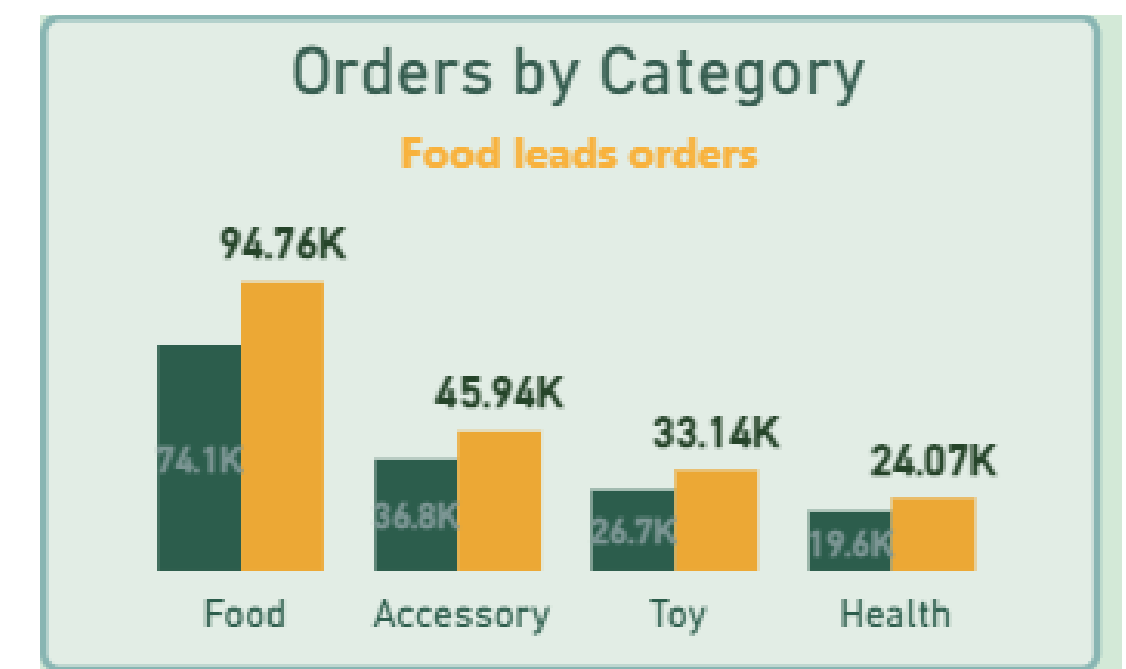 Orders by Category
Food leads orders
94.76K
74.1K
45.94K
36.8K
33.14K
26.7K
24.07K
19.6K
Food Accessory Toy Health